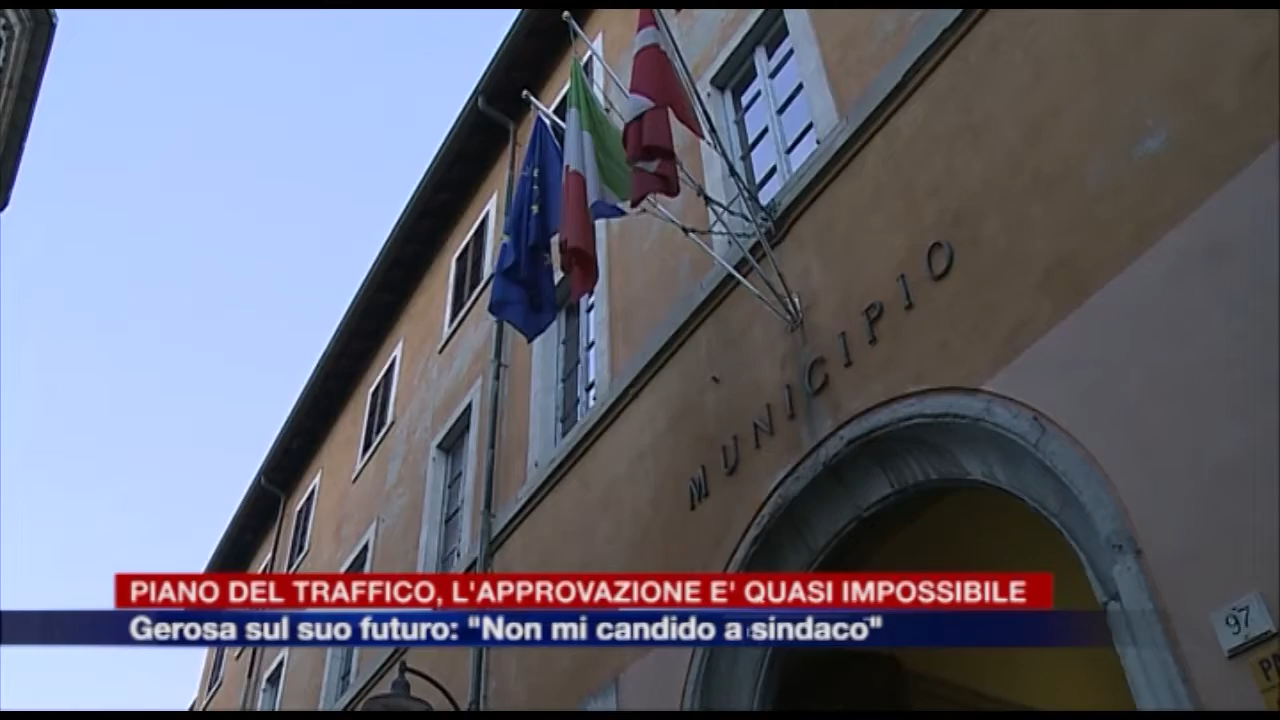 MUNICIPIO
PIANO DEL TRAFFICO, L'APPROVAZIONE E' QUASI IMPOSSIBILE
Gerosa sul suo futuro: "Non mi candido a sindaco"
97